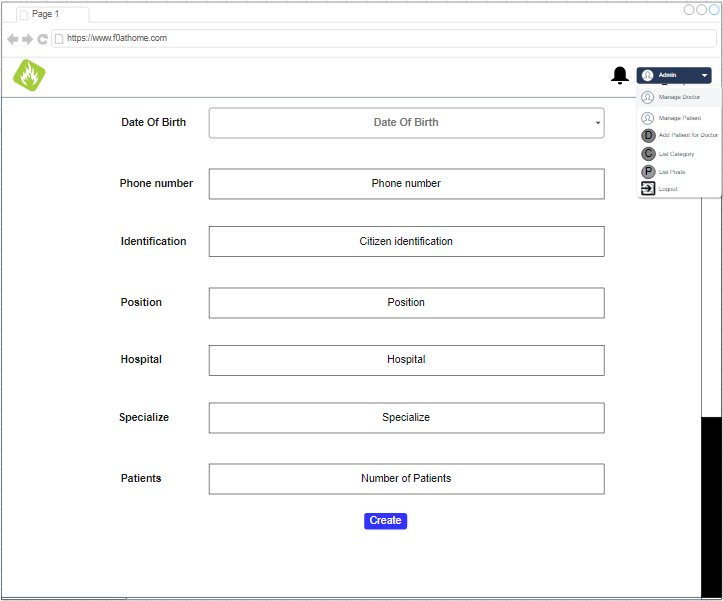 Page 1
https://www.f0athome.com
Admin
Manage Doctor
Manage Patient
D Add Patient for Doctor
C List Category
P List Posts
Logout
Date Of Birth Date Of Birth
Phone number Phone number
Identification Citizen identification
Position Position
Hospital Hospital
Specialize Specialize
Patients Number of Patients
Create